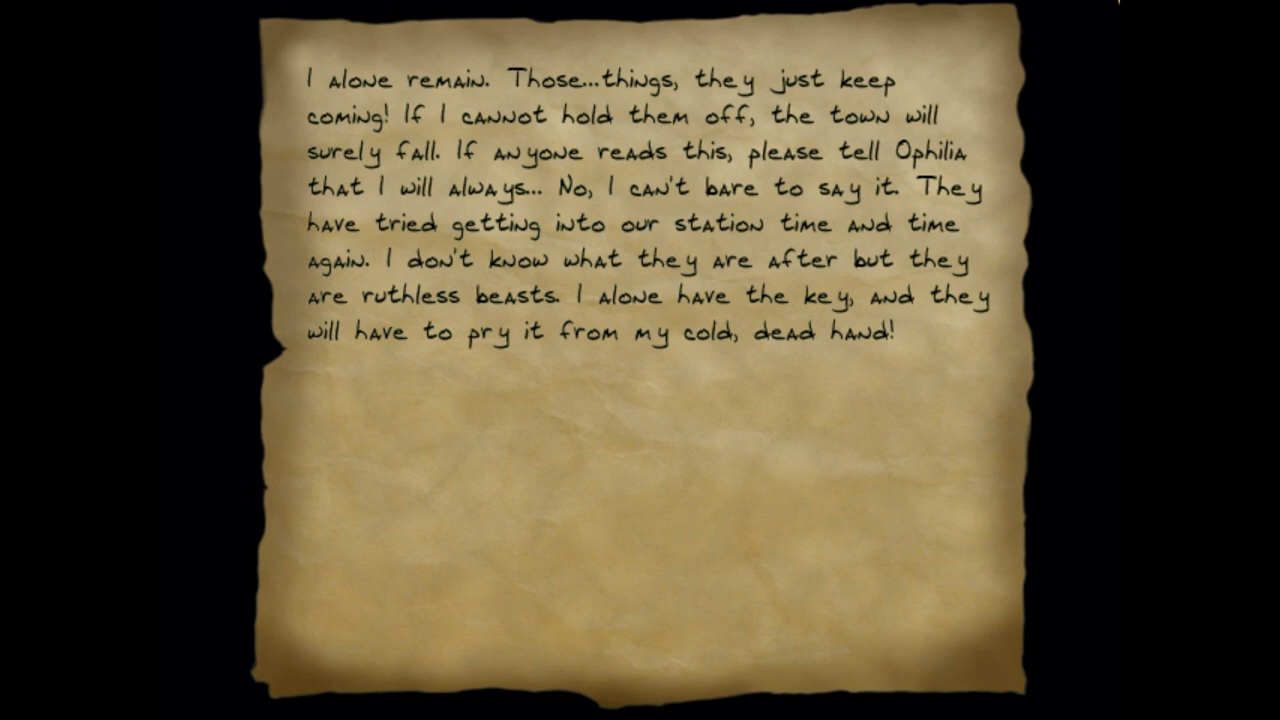 I alone remain. Those...things, they just keep
coming! If I cannot hold them off, the town will
surely fall. If anyone reads this, please tell Ophilia
that I will always... No, I can't bare to say it. They
have tried getting into our station time and time
again. I don't know what they are after but they
are ruthless beasts. I alone have the key, and they
will have to pry it from my cold, dead hand!